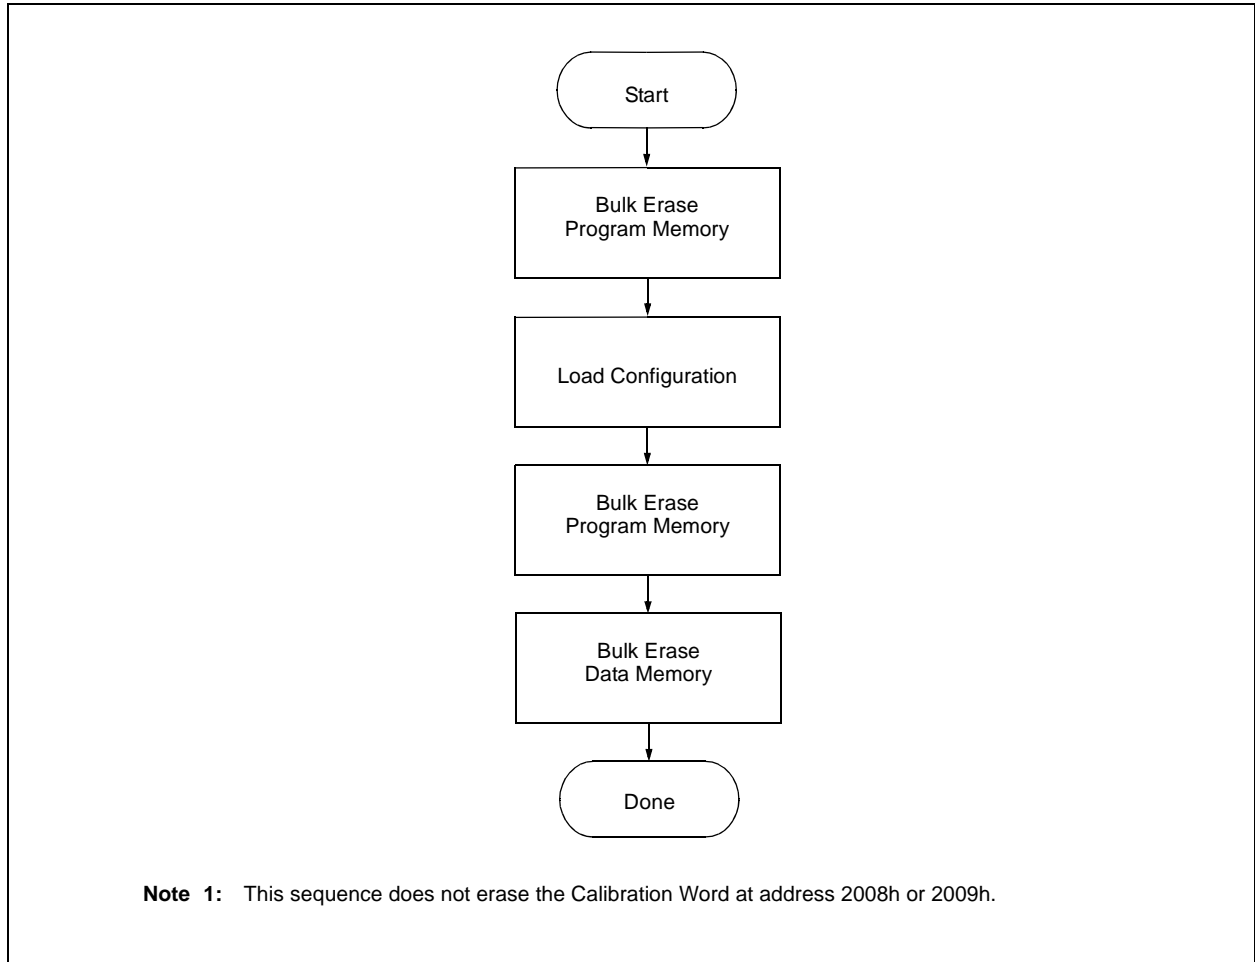 Start
Bulk Erase
Program Memory
Load Configuration
Bulk Erase
Program Memory
Bulk Erase
Data Memory
Done
Note 1: This sequence does not erase the Calibration Word at address 2008h or 2009h.